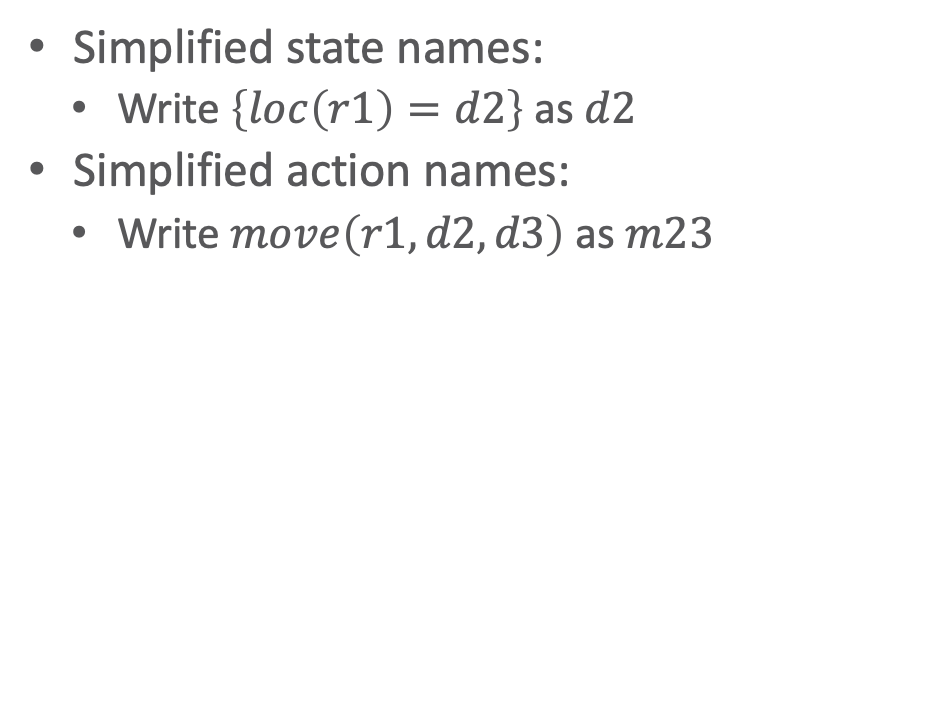 • Simplified state names:
• Write {loc(r1) = d2} as d2
• Simplified action names:
• Write move(r1, d2, d3) as m23